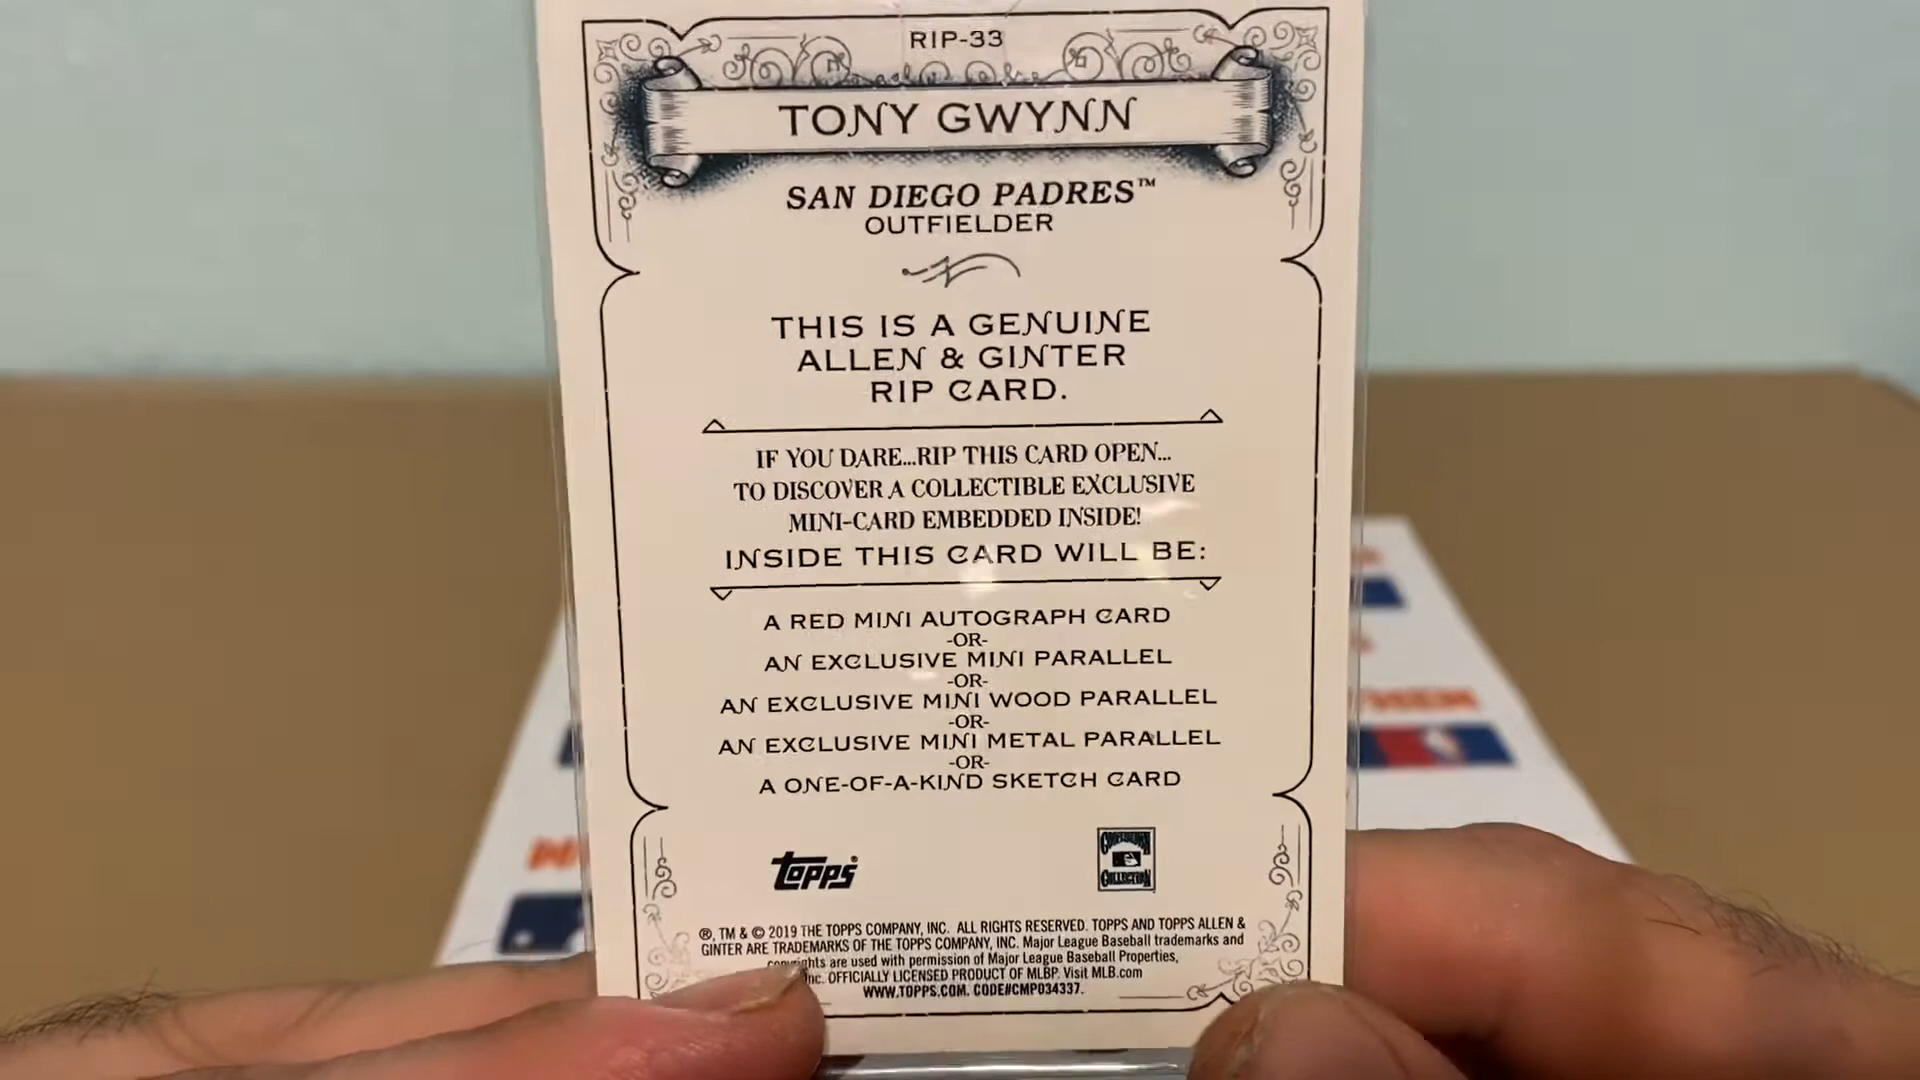 RIP-33
TONY GWYNN
SAN DIEGO PADRES™
OUTFIELDER
THIS IS A GENUINE
ALLEN & GINTER
RIP CARD.
IF YOU DARE...RIP THIS CARD OPEN...
TO DISCOVER A COLLECTIBLE EXCLUSIVE
MINI-CARD EMBEDDED INSIDE!
INSIDE THIS CARD WILL BE:
A RED MINI AUTOGRAPH CARD
-OR-
AN EXCLUSIVE MINI PARALLEL
-OR-
AN EXCLUSIVE MINI WOOD PARALLEL
-OR-
AN EXCLUSIVE MINI METAL PARALLEL
-OR-
A ONE-OF-A-KIND SKETCH CARD
Topps®
COOPERSTOWN
COLLECTION
®, TM & © 2019 THE TOPPS COMPANY, INC. ALL RIGHTS RESERVED. TOPPS AND TOPPS ALLEN &
GINTER ARE TRADEMARKS OF THE TOPPS COMPANY, INC. Major League Baseball trademarks and
copyrights are used with permission of Major League Baseball Properties,
Inc. OFFICIALLY LICENSED PRODUCT OF MLBP. Visit MLB.com
WWW.TOPPS.COM. CODE#CMP034337.